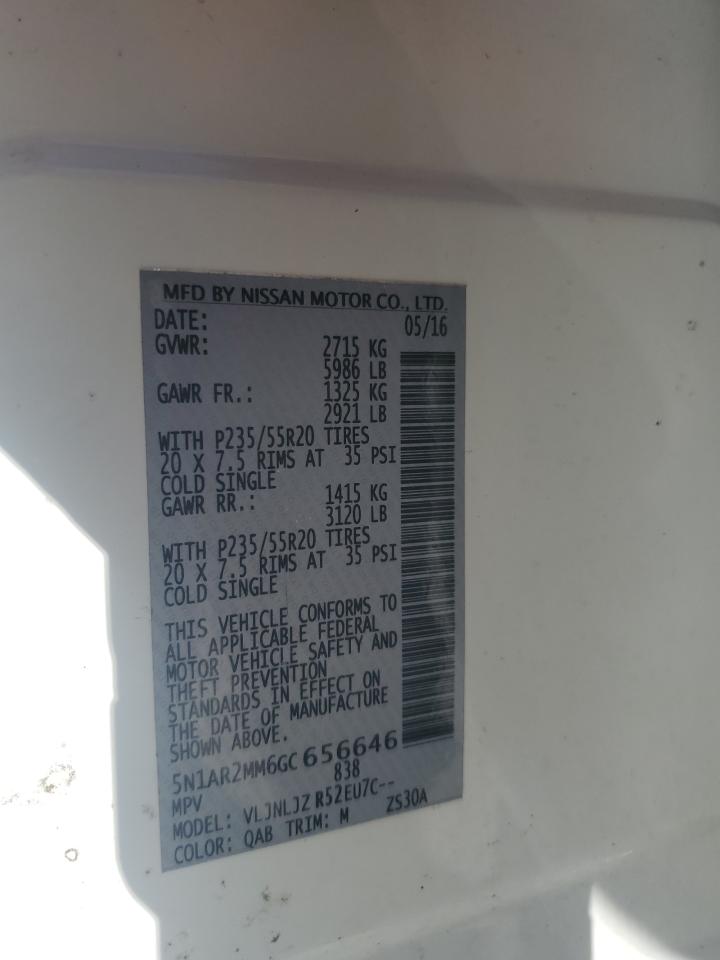 MFD BY NISSAN MOTOR CO., LTD.
DATE: 05/16
GVWR: 2715 KG
5986 LB
GAWR FR.: 1325 KG
2921 LB
WITH P235/55R20 TIRES
20 X 7.5 RIMS AT 35 PSI
COLD SINGLE
GAWR RR.: 1415 KG
3120 LB
WITH P235/55R20 TIRES
20 X 7.5 RIMS AT 35 PSI
COLD SINGLE
THIS VEHICLE CONFORMS TO
ALL APPLICABLE FEDERAL
MOTOR VEHICLE SAFETY AND
THEFT PREVENTION
STANDARDS IN EFFECT ON
THE DATE OF MANUFACTURE
SHOWN ABOVE.
5N1AR2MM6GC656646
MPV 838
MODEL: VLJNLJZ R52EU7C--
COLOR: QAB TRIM: M ZS30A